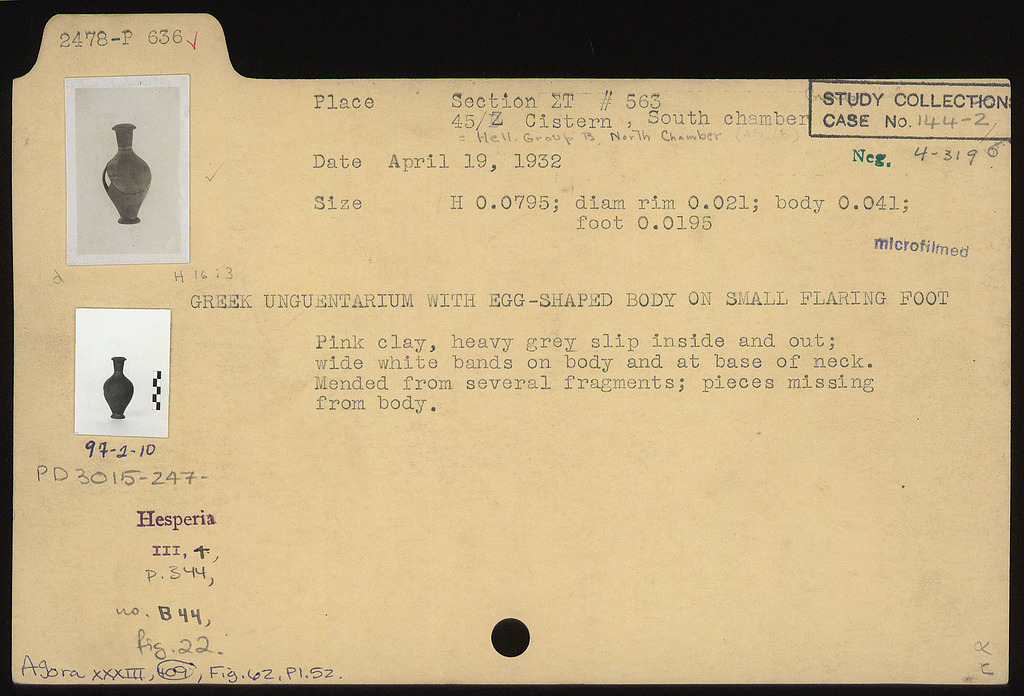 2478-P 636 ✓
Place Section ΣT # 563
45/Z Cistern, South chamber
= Hell. Group B, North Chamber
STUDY COLLECTION
CASE No. 144-2
Neg. 4-319
Date April 19, 1932
Size H 0.0795; diam rim 0.021; body 0.041;
foot 0.0195
microfilmed
H 16:3
GREEK UNGUENTARIUM WITH EGG-SHAPED BODY ON SMALL FLARING FOOT
Pink clay, heavy grey slip inside and out;
wide white bands on body and at base of neck.
Mended from several fragments; pieces missing
from body.
97-2-10
PD 3015-247-
Hesperia
III, 4,
p. 344,
no. B 44,
fig. 22.
Agora XXXIII, 409, Fig. 62, Pl. 52.